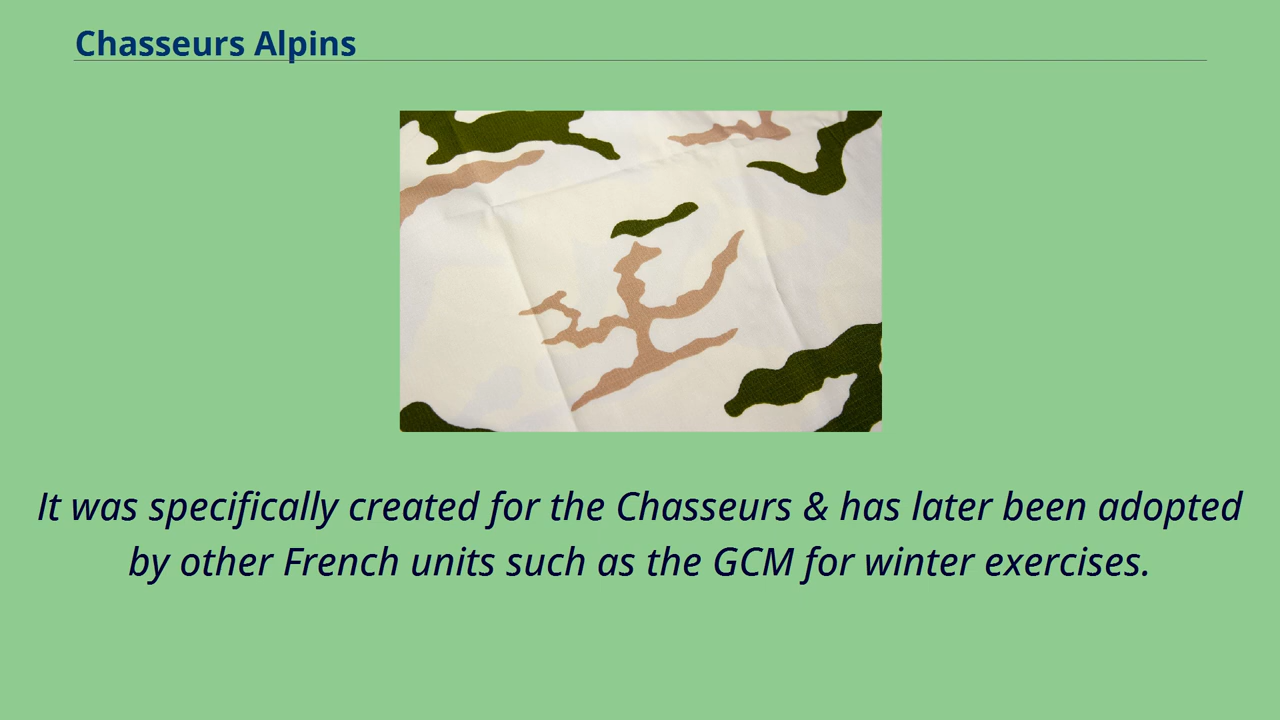 Chasseurs Alpins
It was specifically created for the Chasseurs & has later been adopted
by other French units such as the GCM for winter exercises.